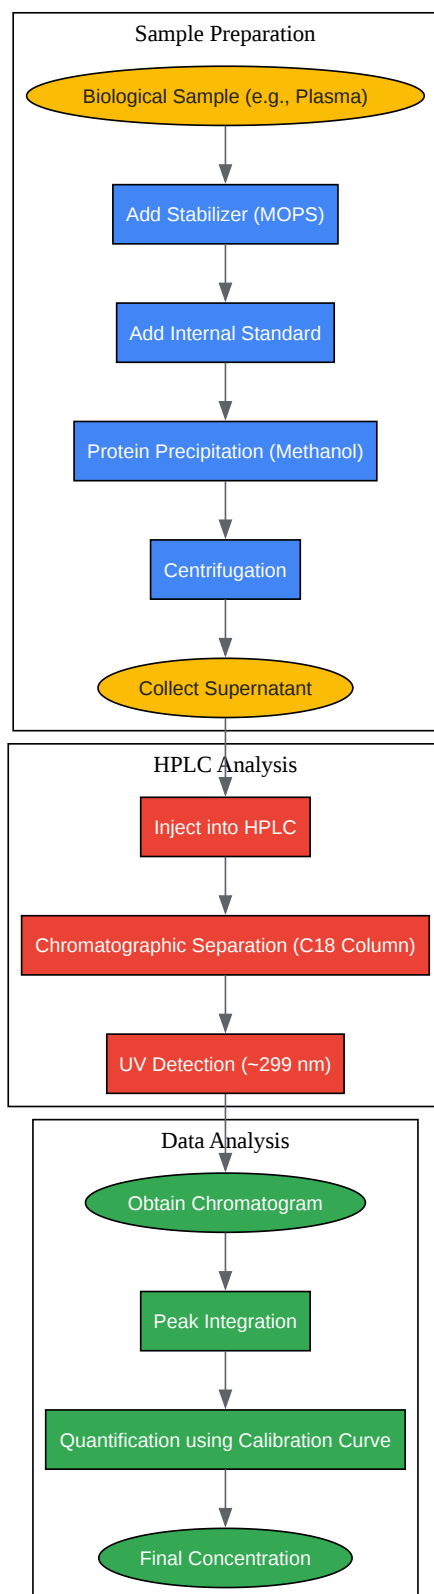 Sample Preparation
Biological Sample (e.g., Plasma)
Add Stabilizer (MOPS)
Add Internal Standard
Protein Precipitation (Methanol)
Centrifugation
Collect Supernatant
HPLC Analysis
Inject into HPLC
Chromatographic Separation (C18 Column)
UV Detection (~299 nm)
Data Analysis
Obtain Chromatogram
Peak Integration
Quantification using Calibration Curve
Final Concentration